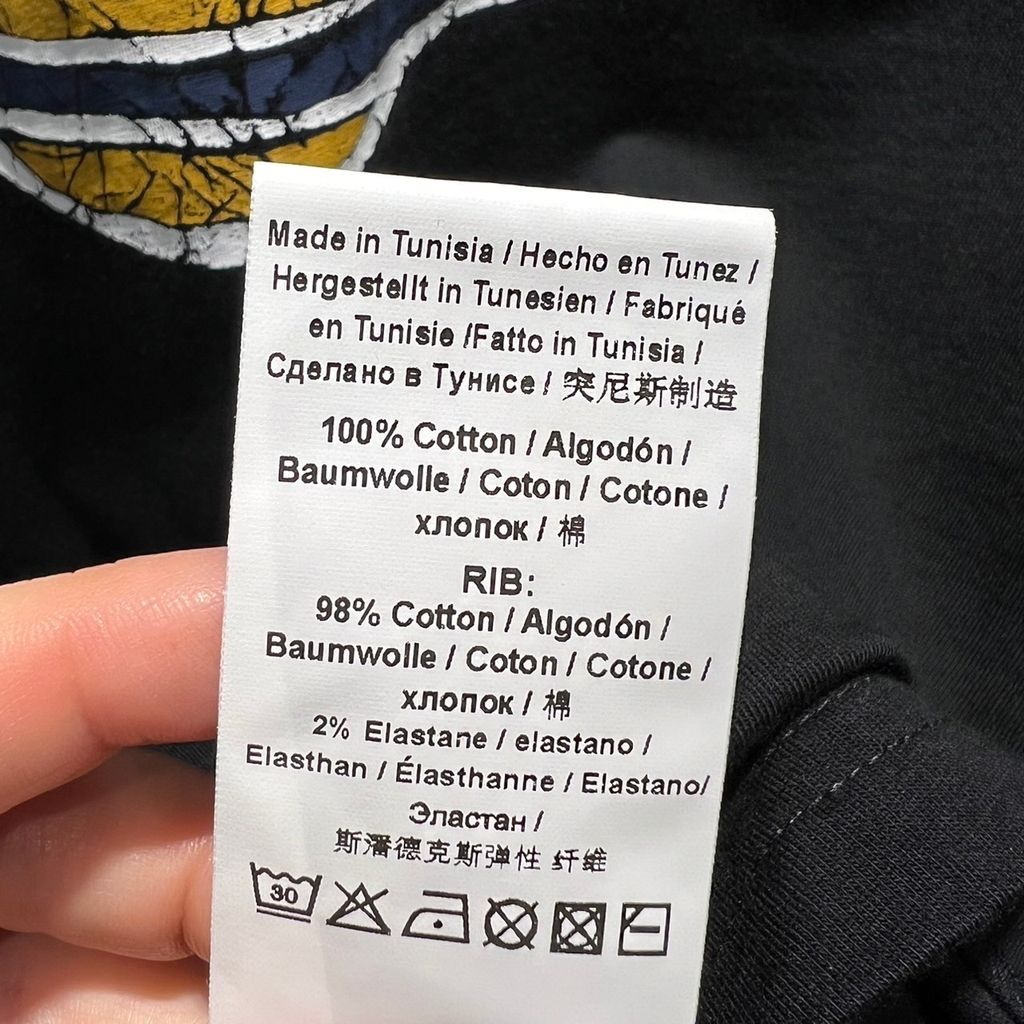 Made in Tunisia / Hecho en Tunez /
Hergestellt in Tunesien / Fabriqué
en Tunisie /Fatto in Tunisia /
Сделано в Тунисе / 突尼斯制造
100% Cotton / Algodón /
Baumwolle / Coton / Cotone /
хлопок / 棉
RIB:
98% Cotton / Algodón /
Baumwolle / Coton / Cotone /
хлопок / 棉
2% Elastane / elastano /
Elasthan / Élasthanne / Elastano/
Эластан /
斯潘德克斯弹性 纤维
30